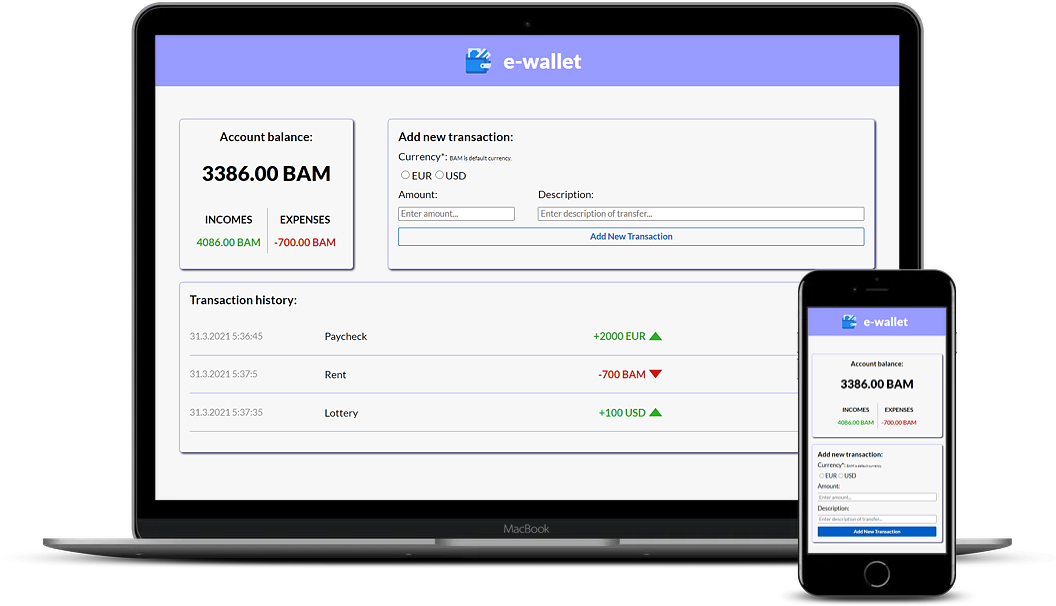 e-wallet
Account balance:
3386.00 BAM
INCOMES EXPENSES
4086.00 BAM -700.00 BAM
Add new transaction:
Currency*: BAM is default currency.
EUR USD
Amount: Description:
Enter amount... Enter description of transfer...
Add New Transaction
Transaction history:
31.3.2021 5:36:45 Paycheck +2000 EUR
31.3.2021 5:37:5 Rent -700 BAM
31.3.2021 5:37:35 Lottery +100 USD
MacBook
e-wallet
Account balance:
3386.00 BAM
INCOMES EXPENSES
4086.00 BAM -700.00 BAM
Add new transaction:
Currency*: BAM is default currency.
EUR USD
Amount:
Enter amount...
Description:
Enter description of transfer...
Add New Transaction